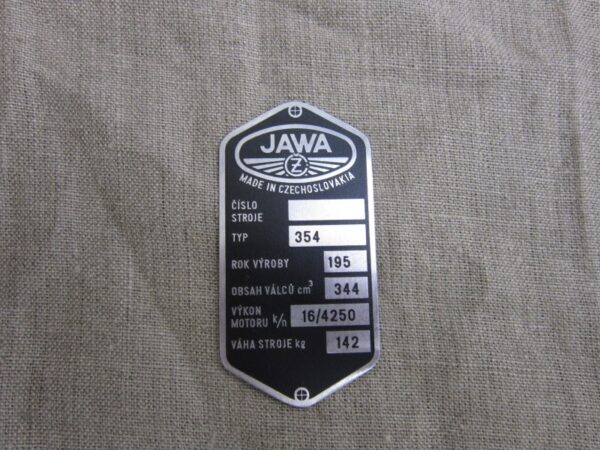 JAWA
ČZ
MADE IN CZECHOSLOVAKIA
ČÍSLO
STROJE
TYP 354
ROK VÝROBY 195
OBSAH VÁLCŮ cm³ 344
VÝKON
MOTORU k/n 16/4250
VÁHA STROJE kg 142